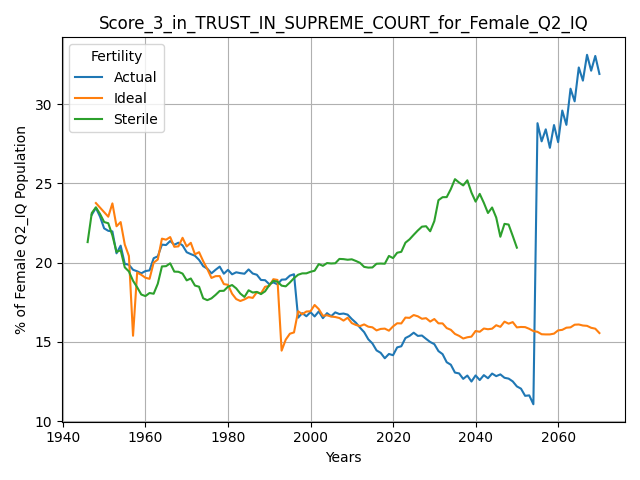 Score_3_in_TRUST_IN_SUPREME_COURT_for_Female_Q2_IQ
Fertility
Actual
Ideal
Sterile
% of Female Q2_IQ Population
30
25
20
15
10
1940 1960 1980 2000 2020 2040 2060
Years